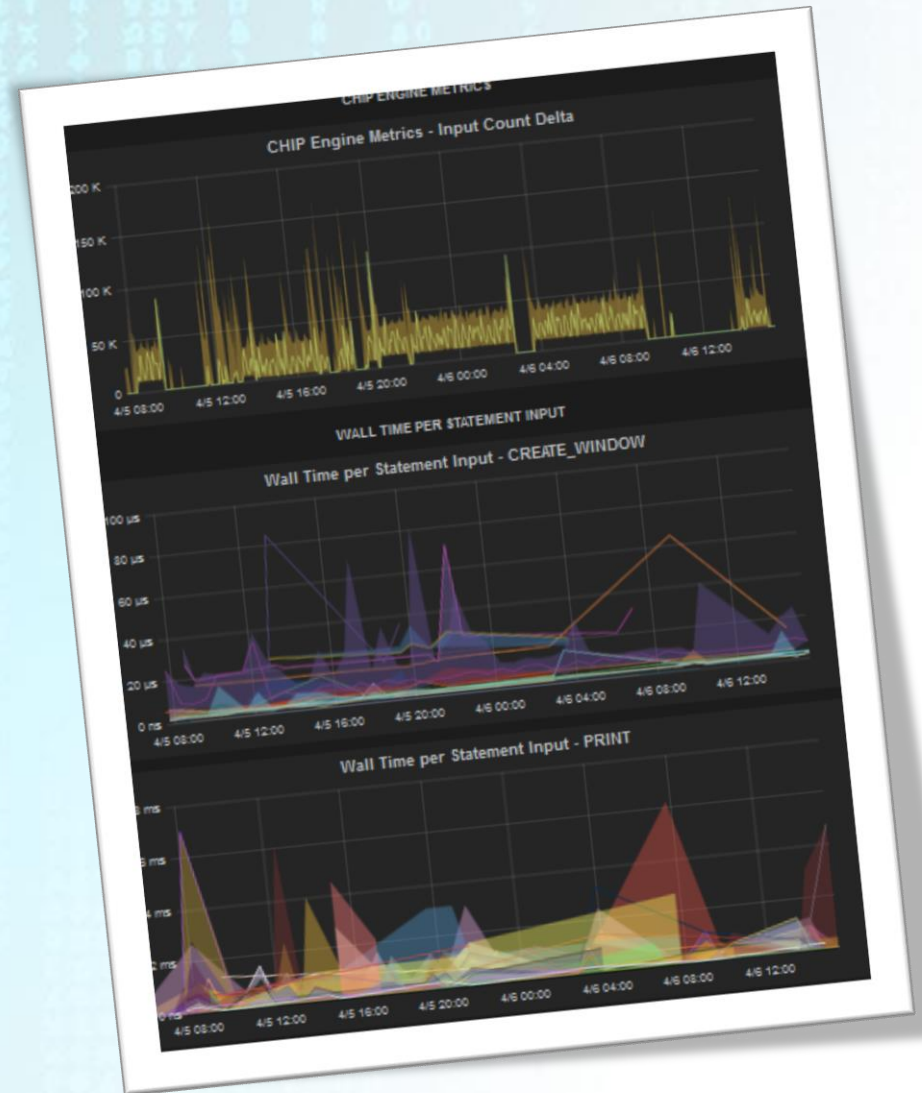 CHIP ENGINE METRICS
CHIP Engine Metrics - Input Count Delta
200 K
150 K
100 K
50 K
0
4/5 08:00 4/5 12:00 4/5 16:00 4/5 20:00 4/6 00:00 4/6 04:00 4/6 08:00 4/6 12:00
WALL TIME PER STATEMENT INPUT
Wall Time per Statement Input - CREATE_WINDOW
100 µs
80 µs
60 µs
40 µs
20 µs
0 ns
4/5 08:00 4/5 12:00 4/5 16:00 4/5 20:00 4/6 00:00 4/6 04:00 4/6 08:00 4/6 12:00
Wall Time per Statement Input - PRINT
8 ms
6 ms
4 ms
2 ms
0 ns
4/5 08:00 4/5 12:00 4/5 16:00 4/5 20:00 4/6 00:00 4/6 04:00 4/6 08:00 4/6 12:00